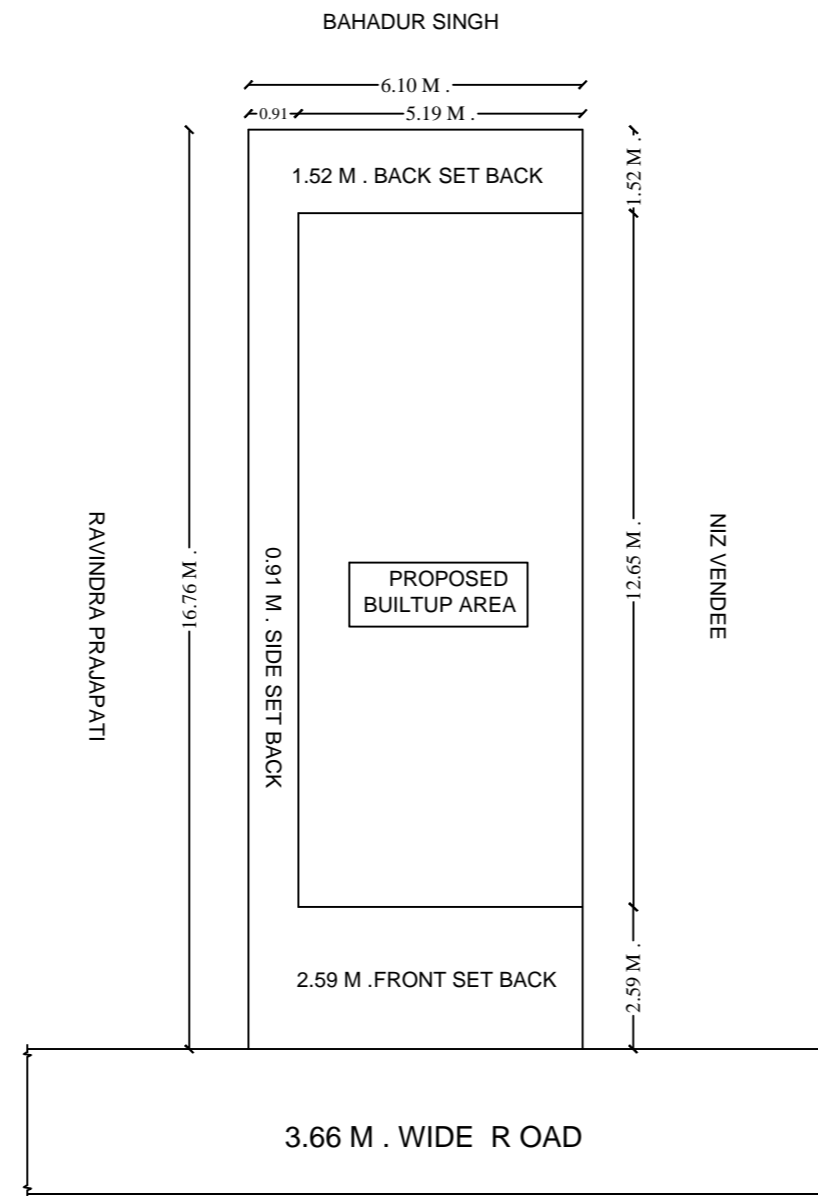 BAHADUR SINGH
6.10 M .
0.91
5.19 M .
1.52 M . BACK SET BACK
1.52 M .
RAVINDRA PRAJAPATI
16.76 M .
0.91 M . SIDE SET BACK
PROPOSED
BUILTUP AREA
12.65 M .
NIZ VENDEE
2.59 M .FRONT SET BACK
2.59 M .
3.66 M . WIDE R OAD